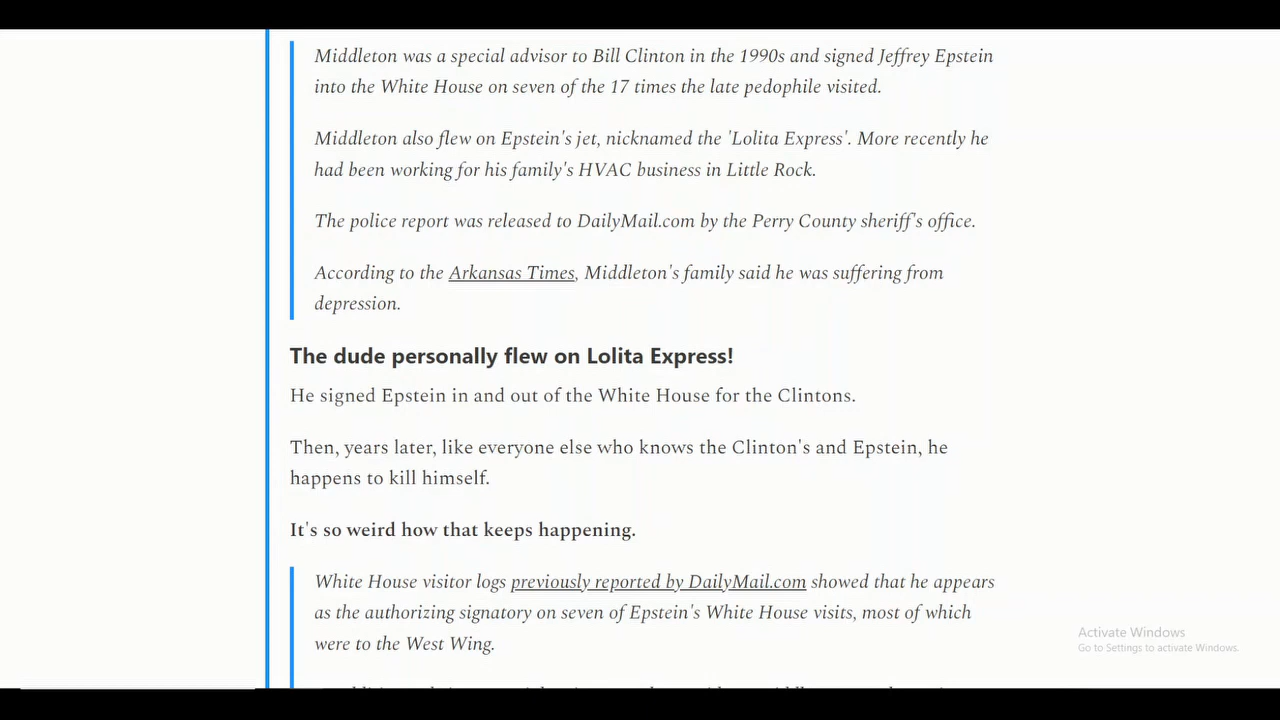 Middleton was a special advisor to Bill Clinton in the 1990s and signed Jeffrey Epstein
into the White House on seven of the 17 times the late pedophile visited.
Middleton also flew on Epstein's jet, nicknamed the 'Lolita Express'. More recently he
had been working for his family's HVAC business in Little Rock.
The police report was released to DailyMail.com by the Perry County sheriff's office.
According to the Arkansas Times, Middleton's family said he was suffering from
depression.
The dude personally flew on Lolita Express!
He signed Epstein in and out of the White House for the Clintons.
Then, years later, like everyone else who knows the Clinton's and Epstein, he
happens to kill himself.
It's so weird how that keeps happening.
White House visitor logs previously reported by DailyMail.com showed that he appears
as the authorizing signatory on seven of Epstein's White House visits, most of which
were to the West Wing.
Activate Windows
Go to Settings to activate Windows.